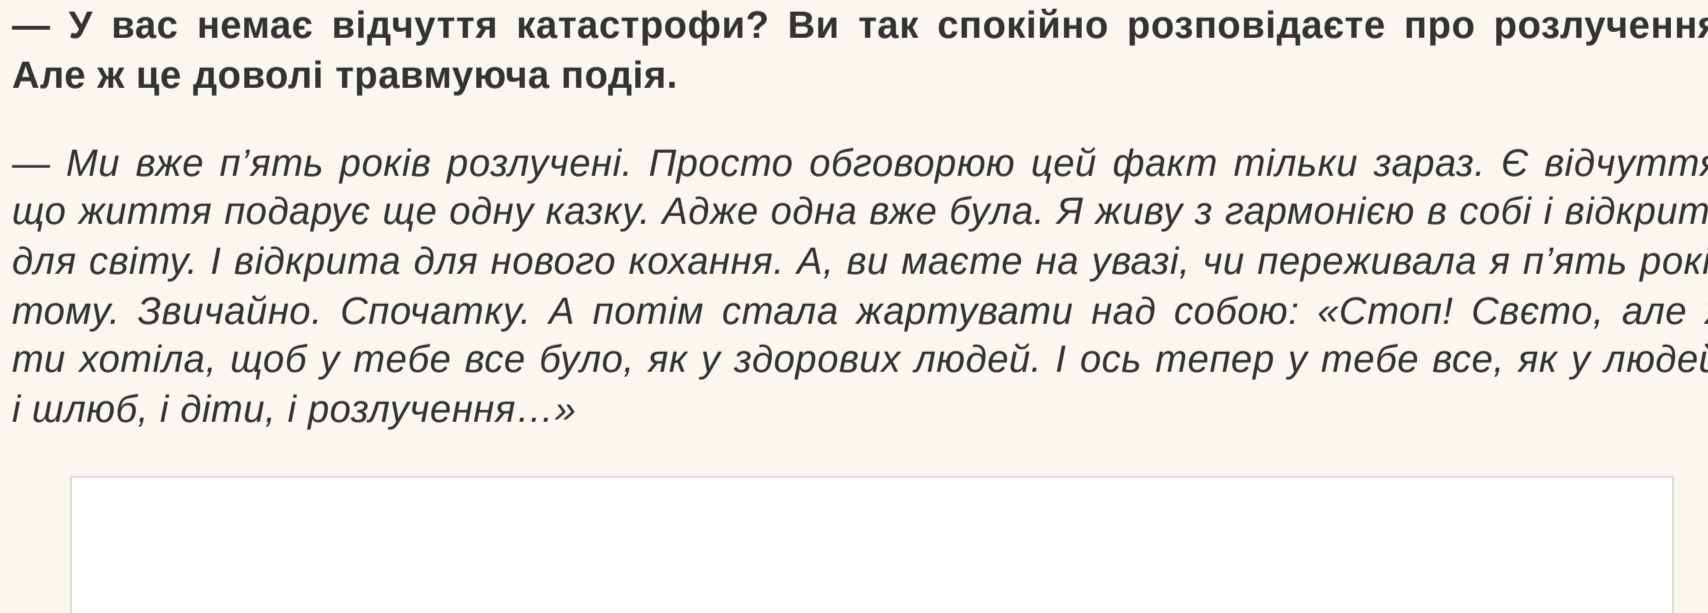 — У вас немає відчуття катастрофи? Ви так спокійно розповідаєте про розлучення
Але ж це доволі травмуюча подія.
— Ми вже п’ять років розлучені. Просто обговорюю цей факт тільки зараз. Є відчуття
що життя подарує ще одну казку. Адже одна вже була. Я живу з гармонією в собі і відкрит
для світу. І відкрита для нового кохання. А, ви маєте на увазі, чи переживала я п’ять рокі
тому. Звичайно. Спочатку. А потім стала жартувати над собою: «Стоп! Свєто, але
ти хотіла, щоб у тебе все було, як у здорових людей. І ось тепер у тебе все, як у людей
і шлюб, і діти, і розлучення…»